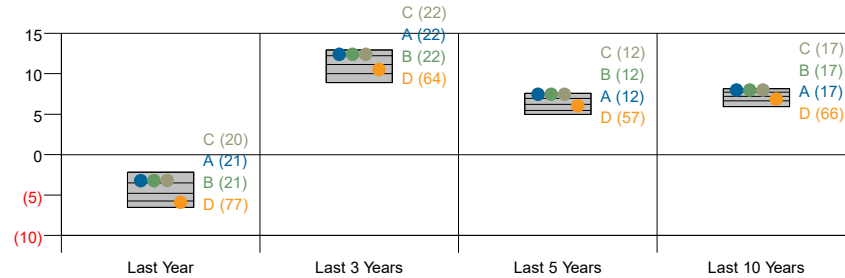 C (22)
15
A (22)
B (22)
D (64)
10
C (12)
B (12)
A (12)
D (57)
C (17)
B (17)
A (17)
D (66)
5
0
C (20)
A (21)
B (21)
D (77)
(5)
(10)
Last Year
Last 3 Years
Last 5 Years
Last 10 Years